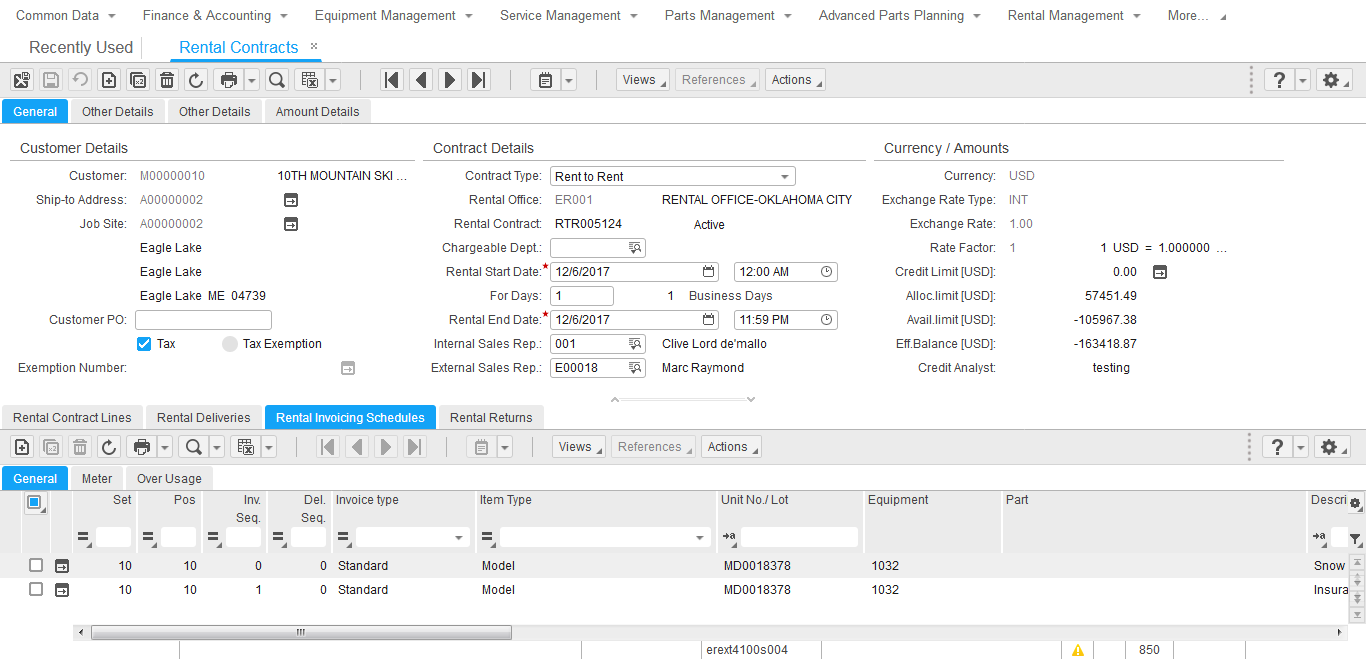 Common Data Finance & Accounting Equipment Management Service Management Parts Management Advanced Parts Planning Rental Management More...
Recently Used Rental Contracts ×
Views References Actions ?
General Other Details Other Details Amount Details
Customer Details Contract Details Currency / Amounts
Customer: M00000010 10TH MOUNTAIN SKI ... Contract Type: Rent to Rent Currency: USD
Ship-to Address: A00000002 Rental Office: ER001 RENTAL OFFICE-OKLAHOMA CITY Exchange Rate Type: INT
Job Site: A00000002 Rental Contract: RTR005124 Active Exchange Rate: 1.00
Eagle Lake Chargeable Dept.: Rate Factor: 1 1 USD = 1.000000 ...
Eagle Lake Rental Start Date:* 12/6/2017 12:00 AM Credit Limit [USD]: 0.00
Eagle Lake ME 04739 For Days: 1 1 Business Days Alloc.limit [USD]: 57451.49
Customer PO: Rental End Date:* 12/6/2017 11:59 PM Avail.limit [USD]: -105967.38
Tax Tax Exemption Internal Sales Rep.: 001 Clive Lord de'mallo Eff.Balance [USD]: -163418.87
Exemption Number: External Sales Rep.: E00018 Marc Raymond Credit Analyst: testing
Rental Contract Lines Rental Deliveries Rental Invoicing Schedules Rental Returns
Views References Actions ?
General Meter Over Usage
Set Pos Inv. Seq. Del. Seq. Invoice type Item Type Unit No./ Lot Equipment Part Descri
10 10 0 0 Standard Model MD0018378 1032 Snow
10 10 1 0 Standard Model MD0018378 1032 Insura
erext4100s004 850